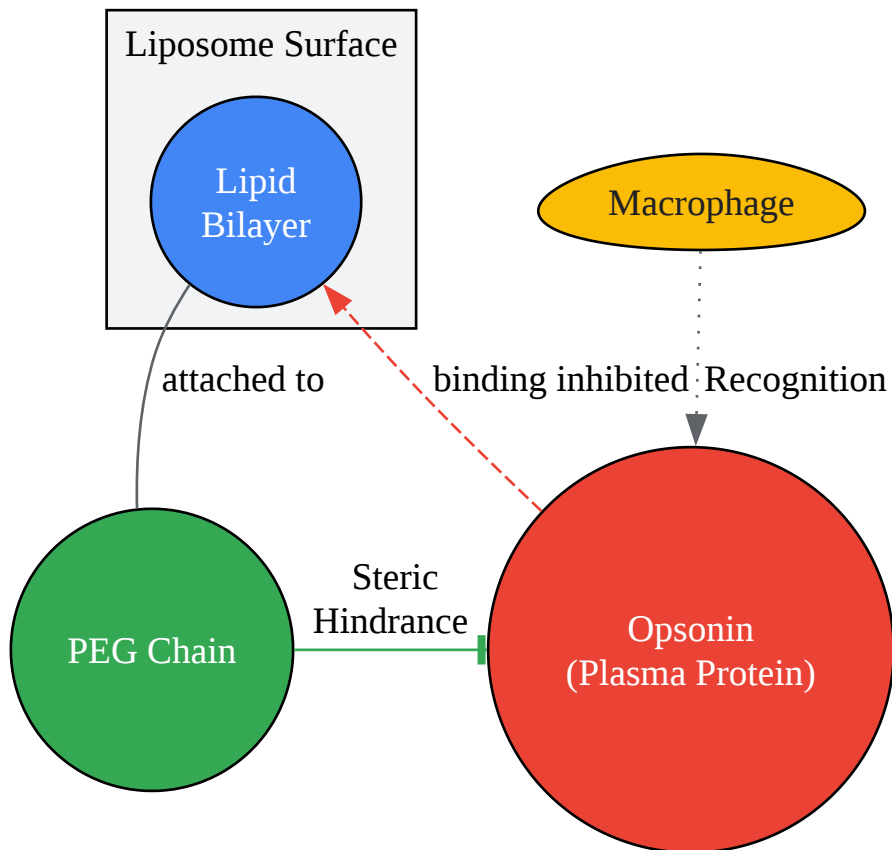 Liposome Surface
Lipid
Bilayer
Macrophage
attached to
binding inhibited
Recognition
Steric
Hindrance
PEG Chain
Opsonin
(Plasma Protein)